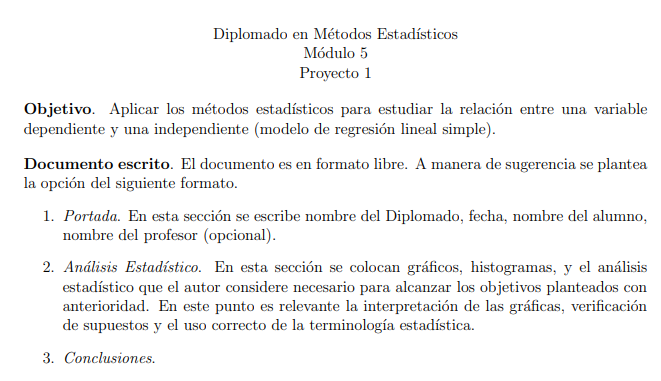 Diplomado en Métodos Estadísticos
Módulo 5
Proyecto 1
Objetivo. Aplicar los métodos estadísticos para estudiar la relación entre una variable
dependiente y una independiente (modelo de regresión lineal simple).
Documento escrito. El documento es en formato libre. A manera de sugerencia se plantea
la opción del siguiente formato.
1. Portada. En esta sección se escribe nombre del Diplomado, fecha, nombre del alumno,
nombre del profesor (opcional).
2. Análisis Estadístico. En esta sección se colocan gráficos, histogramas, y el análisis
estadístico que el autor considere necesario para alcanzar los objetivos planteados con
anterioridad. En este punto es relevante la interpretación de las gráficas, verificación
de supuestos y el uso correcto de la terminología estadística.
3. Conclusiones.